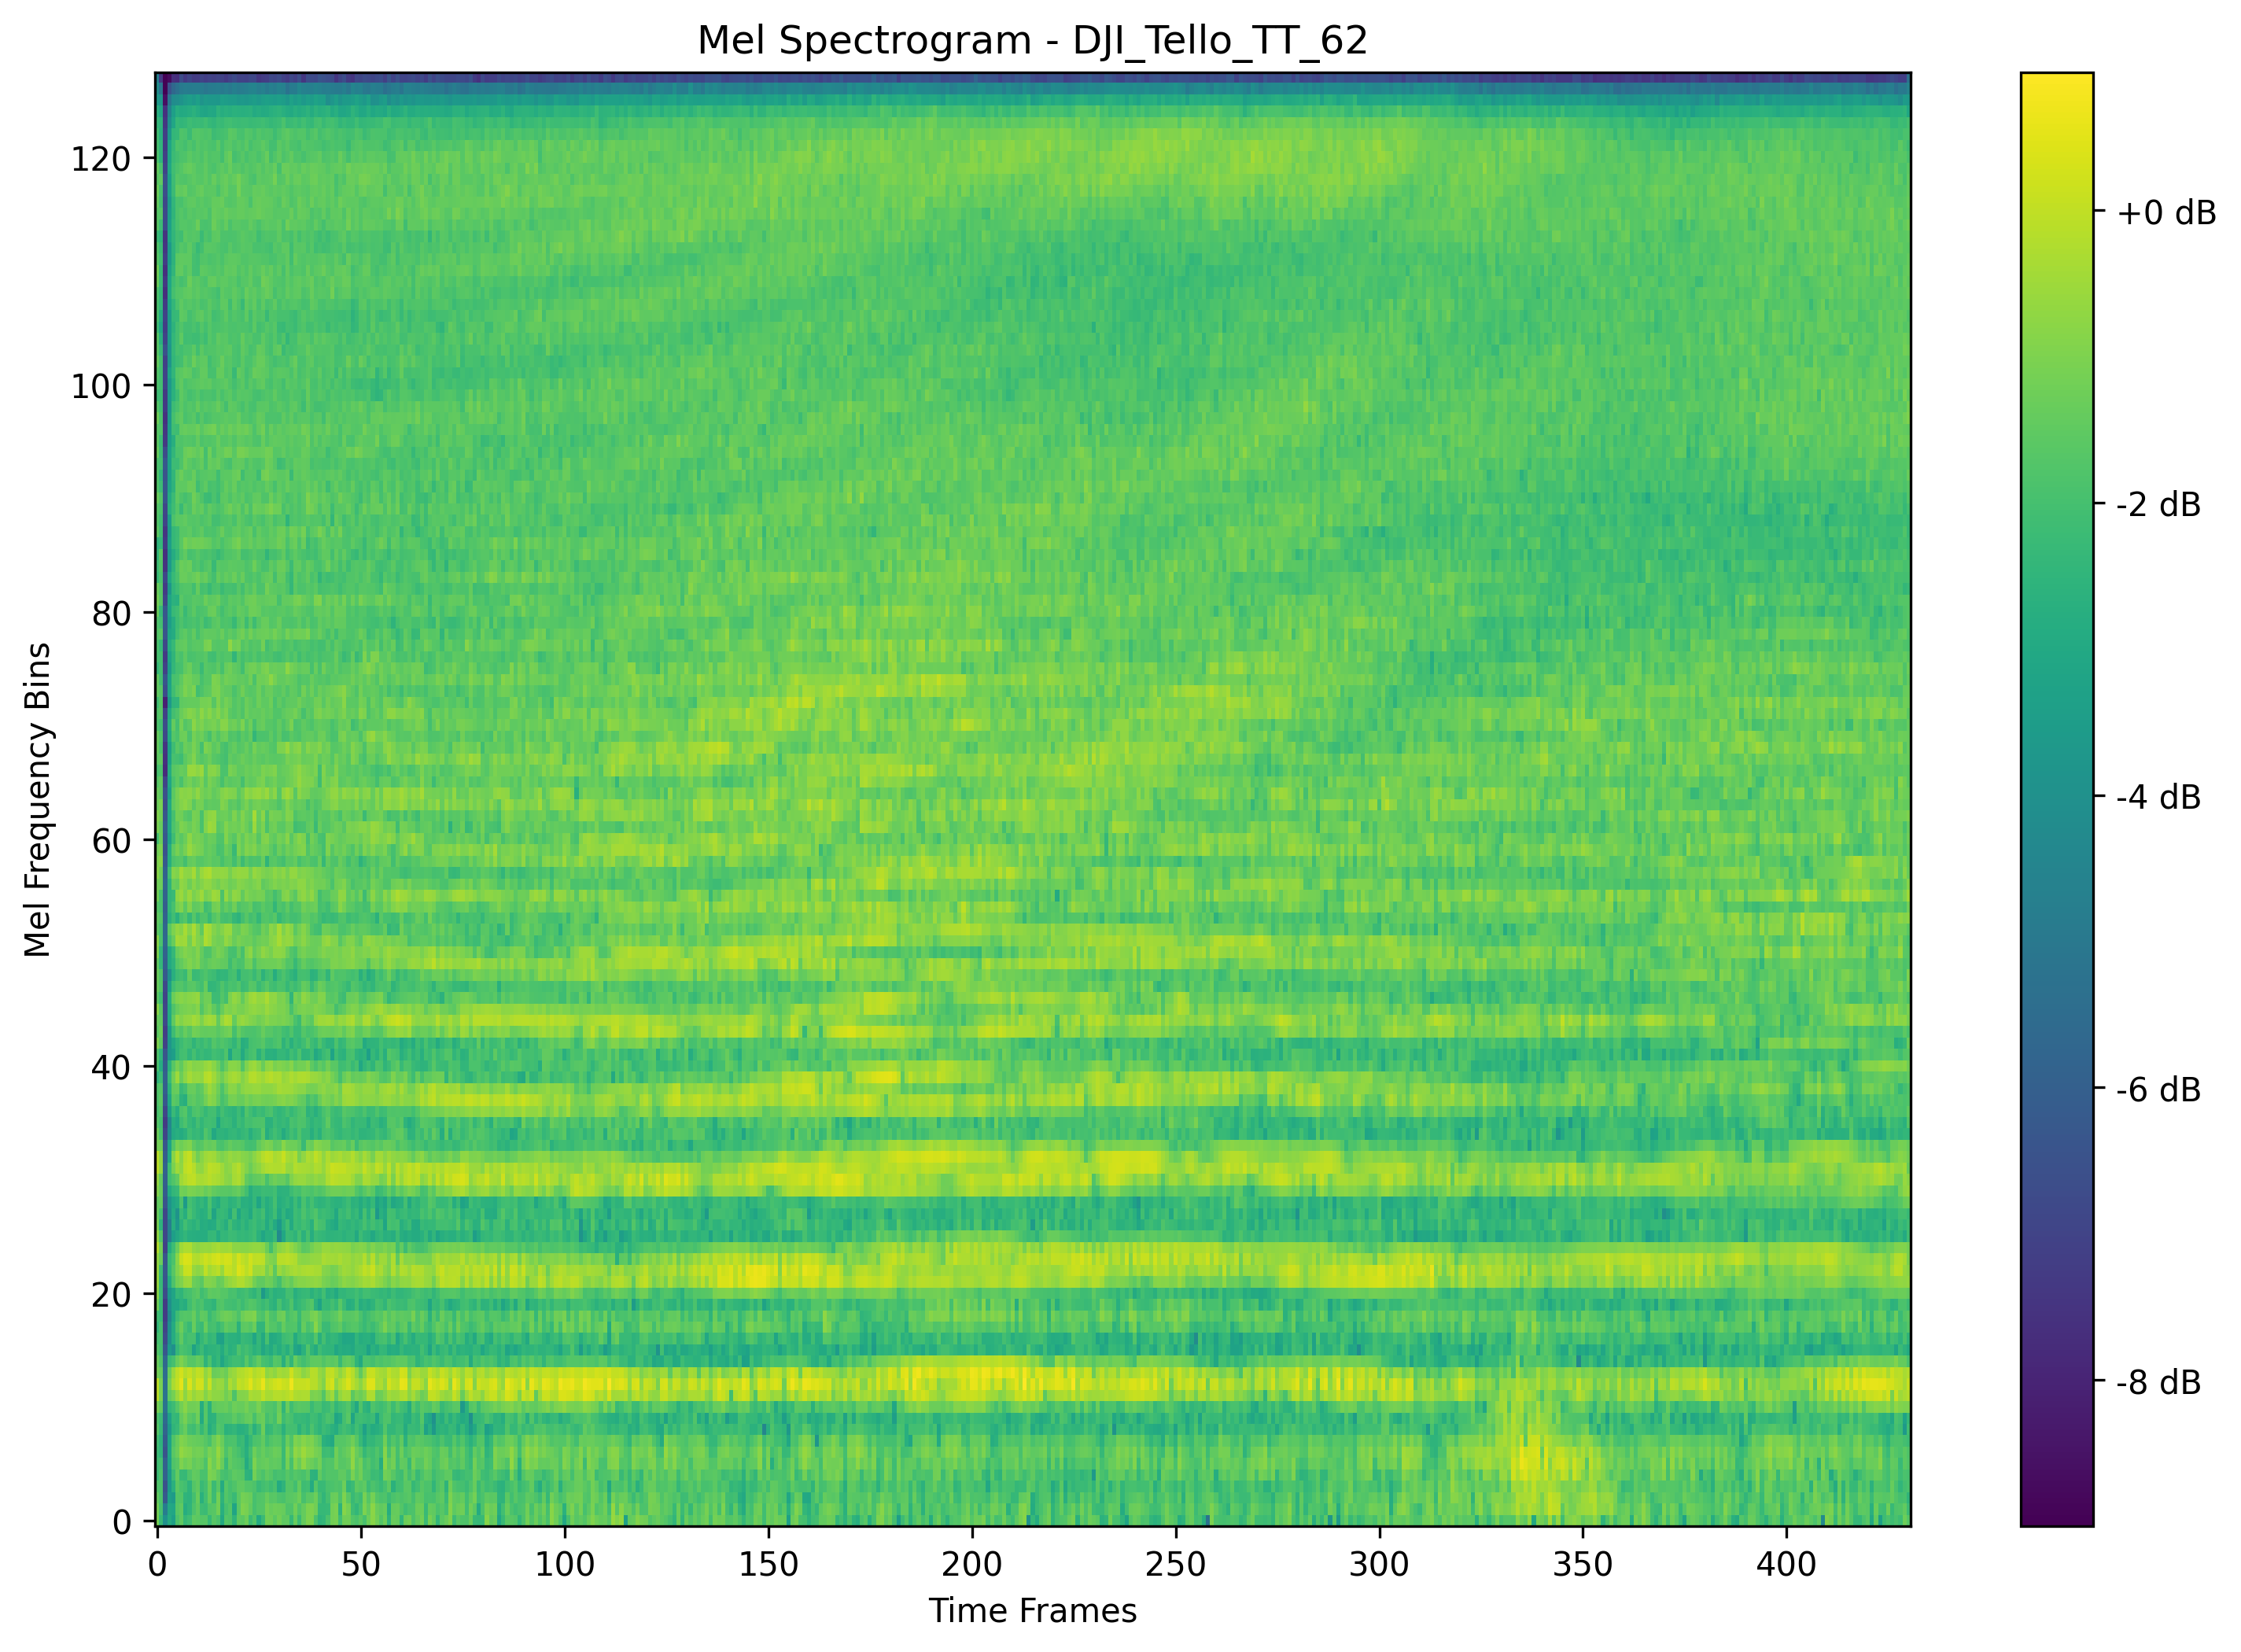 Mel Spectrogram - DJI_Tello_TT_62
Mel Frequency Bins
120
100
80
60
40
20
0
0 50 100 150 200 250 300 350 400
Time Frames
+0 dB
-2 dB
-4 dB
-6 dB
-8 dB